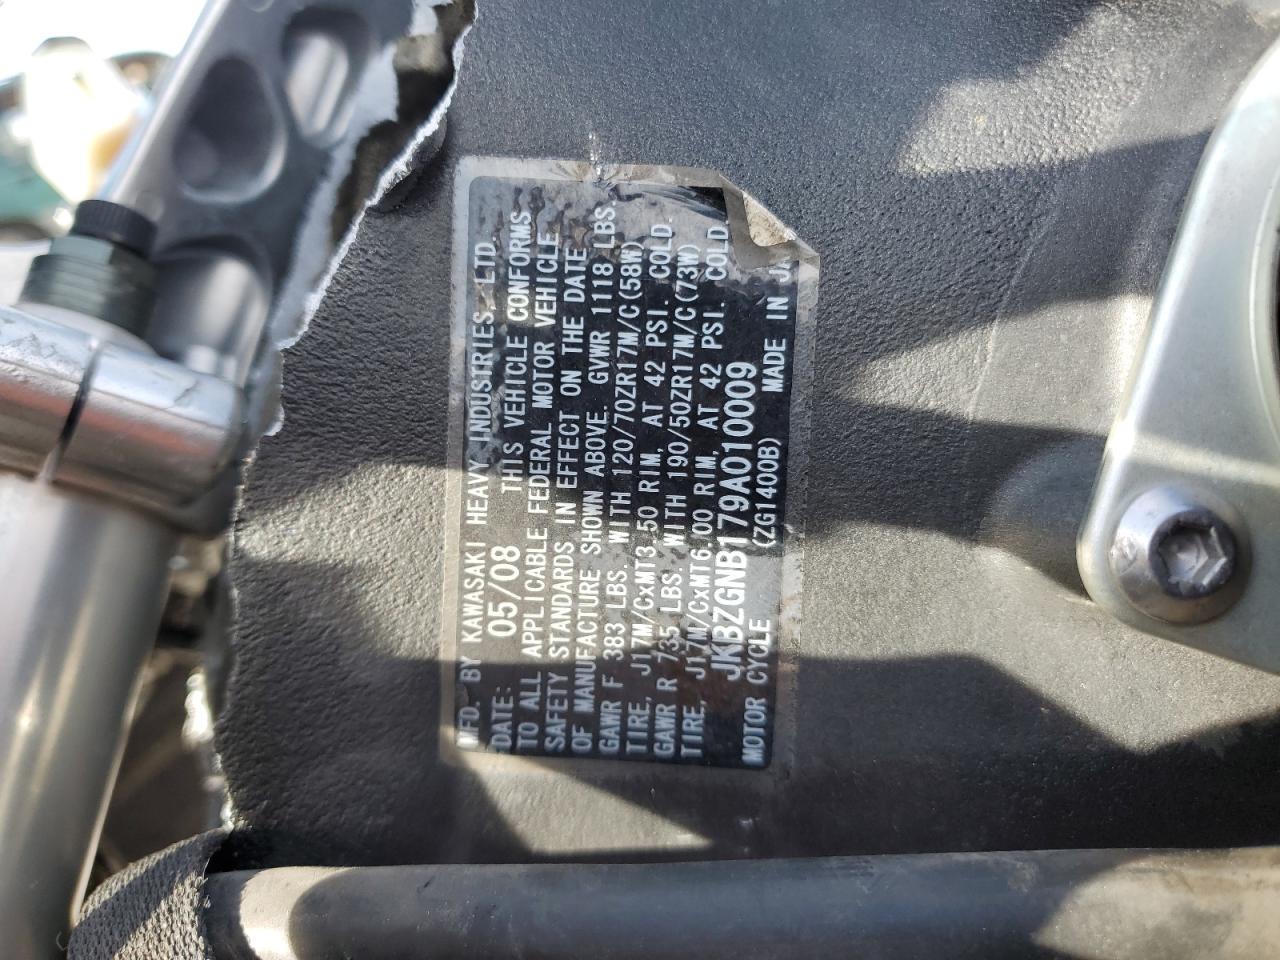 MFD. BY KAWASAKI HEAVY INDUSTRIES, LTD.
DATE: 05/08 THIS VEHICLE CONFORMS
TO ALL APPLICABLE FEDERAL MOTOR VEHICLE
SAFETY STANDARDS IN EFFECT ON THE DATE
OF MANUFACTURE SHOWN ABOVE. GVWR 1118 LBS.
GAWR F 383 LBS. WITH 120/70ZR17M/C(58W)
TIRE, J17M/CxMT3.50 RIM, AT 42 PSI. COLD.
GAWR R 735 LBS. WITH 190/50ZR17M/C(73W)
TIRE, J17M/CxMT6.00 RIM, AT 42 PSI. COLD
JKBZGNB179A010009
MOTOR CYCLE (ZG1400B) MADE IN